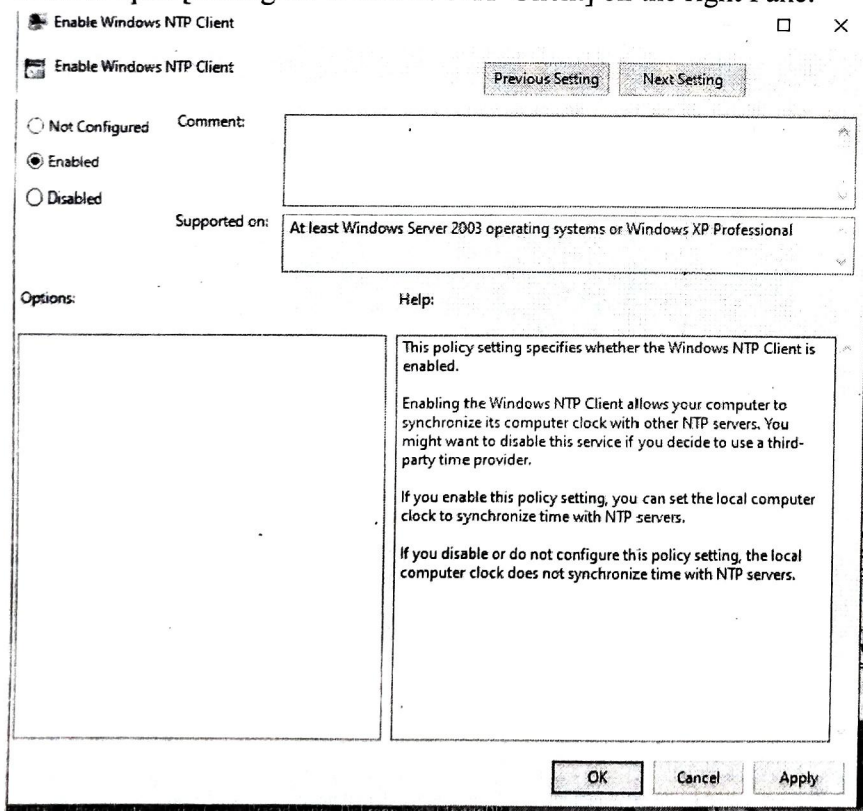 Client] on the right Pane.
Enable Windows NTP Client
Enable Windows NTP Client
Previous Setting Next Setting
Not Configured Comment:
Enabled
Disabled
Supported on: At least Windows Server 2003 operating systems or Windows XP Professional
Options: Help:
This policy setting specifies whether the Windows NTP Client is
enabled.
Enabling the Windows NTP Client allows your computer to
synchronize its computer clock with other NTP servers. You
might want to disable this service if you decide to use a third-
party time provider.
If you enable this policy setting, you can set the local computer
clock to synchronize time with NTP servers.
If you disable or do not configure this policy setting, the local
computer clock does not synchronize time with NTP servers.
OK Cancel Apply